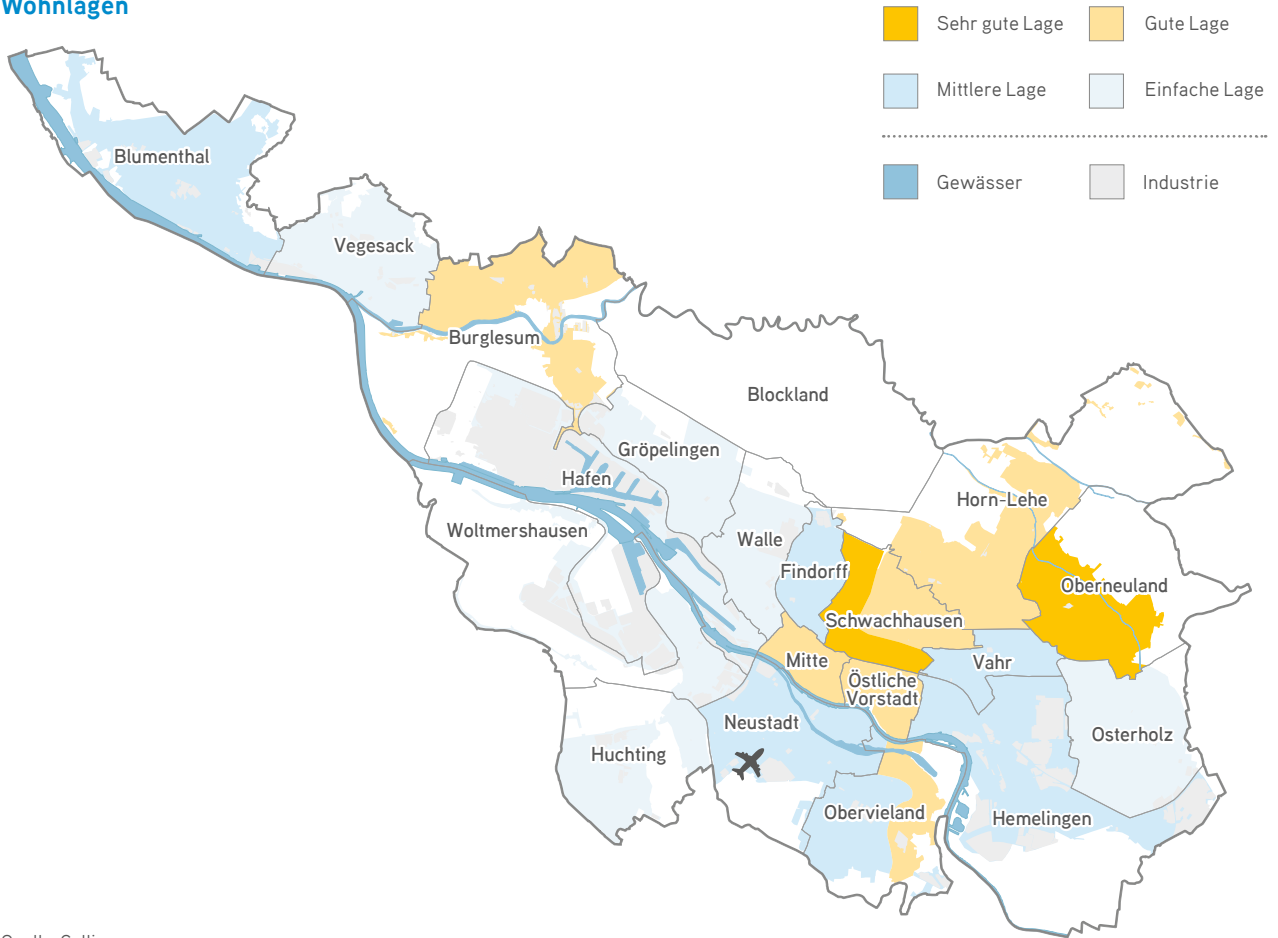 Wohnlagen
Sehr gute Lage
Gute Lage
Mittlere Lage
Einfache Lage
Gewässer
Industrie
Blumenthal
Vegesack
Burglesum
Blockland
Gröpelingen
Hafen
Horn-Lehe
Woltmershausen
Walle
Findorff
Oberneuland
Schwachhausen
Mitte
Vahr
Östliche
Vorstadt
Neustadt
Osterholz
Huchting
Obervieland
Hemelingen